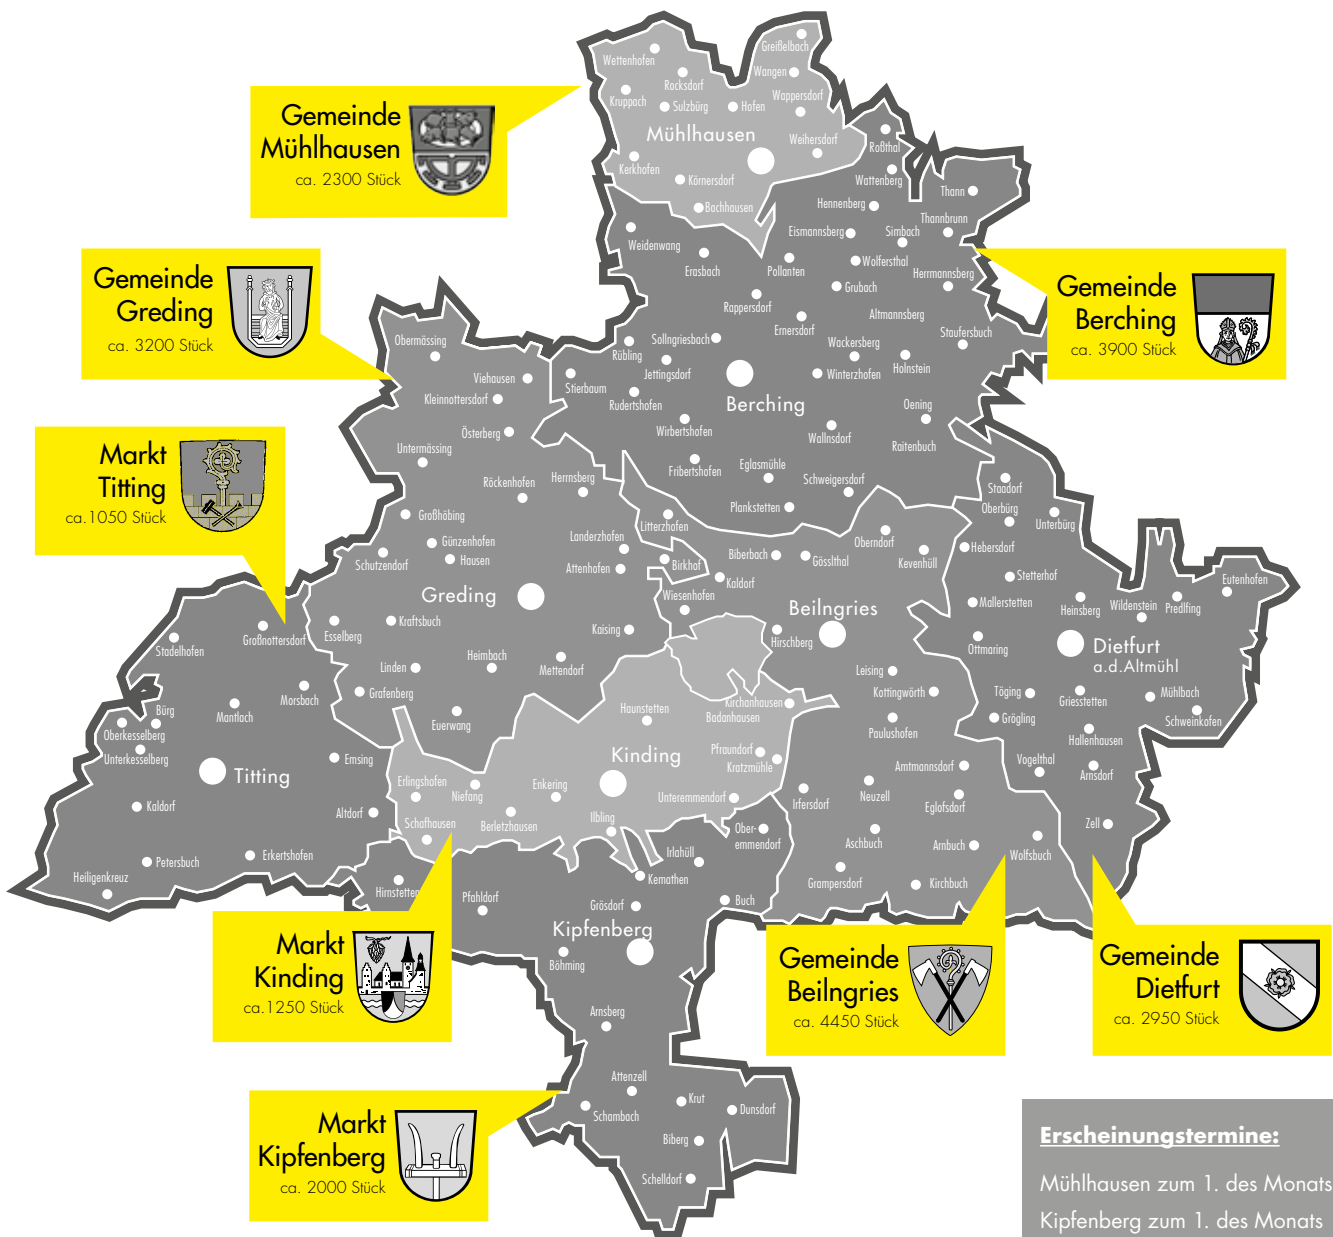 Gemeinde
Mühlhausen
ca. 2300 Stück
Gemeinde
Greding
ca. 3200 Stück
Markt
Titting
ca.1050 Stück
Gemeinde
Berching
ca. 3900 Stück
Markt
Kinding
ca.1250 Stück
Markt
Kipfenberg
ca. 2000 Stück
Gemeinde
Beilngries
ca. 4450 Stück
Gemeinde
Dietfurt
ca. 2950 Stück
Greißelbach
Wettenhofen
Wangen
Rocksdorf
Kruppach
Wappersdorf
Sulzbürg
Hofen
Mühlhausen
Weihersdorf
Kerkhofen
Körnersdorf
Bachhausen
Roßthal
Wattenberg
Thann
Hennenberg
Thannbrunn
Eismannsberg
Simbach
Weidenwang
Erasbach
Pollanten
Wolfersthal
Herrmannsberg
Grubach
Rappersdorf
Altmannsberg
Ernersdorf
Staufersbuch
Sollngriesbach
Wackersberg
Rübling
Holnstein
Jettingsdorf
Winterzhofen
Stierbaum
Rudertshofen
Berching
Oening
Wirbertshofen
Wallnsdorf
Raitenbuch
Fribertshofen
Eglasmühle
Schweigersdorf
Plankstetten
Obermässing
Viehausen
Kleinnottersdorf
Österberg
Untermässing
Röckenhofen
Herrnsberg
Großhöbing
Günzenhofen
Hausen
Schutzendorf
Landerzhofen
Attenhofen
Greding
Kraftsbuch
Esselberg
Kaising
Heimbach
Mettendorf
Linden
Grafenberg
Euerwang
Litterzhofen
Birkhof
Wiesenhofen
Biberbach
Kaldorf
Gösslthal
Oberndorf
Kevenhüll
Beilngries
Hirschberg
Leising
Kottingwörth
Paulushofen
Amtmannsdorf
Neuzell
Irfersdorf
Eglofsdorf
Aschbuch
Arnbuch
Wolfsbuch
Grampersdorf
Kirchbuch
Staadorf
Oberbürg
Unterbürg
Hebersdorf
Stetterhof
Mallerstetten
Heinsberg
Wildenstein
Predlfing
Eutenhofen
Ottmaring
Dietfurt
a.d.Altmühl
Töging
Griesstetten
Mühlbach
Grögling
Schweinkofen
Hallenhausen
Vogelthal
Arnsdorf
Zell
Großnottersdorf
Stadelhofen
Morsbach
Mantlach
Bürg
Oberkesselberg
Unterkesselberg
Titting
Emsing
Kaldorf
Altdorf
Petersbuch
Erkertshofen
Heiligenkreuz
Haunstetten
Kirchanhausen
Badanhausen
Kinding
Pfraundorf
Kratzmühle
Erlingshofen
Niefang
Enkering
Unteremmendorf
Schafhausen
Berletzhausen
Ilbling
Ober-
emmendorf
Irlahüll
Kemathen
Hirnstetten
Pfahldorf
Grösdorf
Buch
Kipfenberg
Böhming
Arnsberg
Attenzell
Schambach
Krut
Dunsdorf
Biberg
Schelldorf
Erscheinungstermine:
Mühlhausen zum 1. des Monats
Kipfenberg zum 1. des Monats